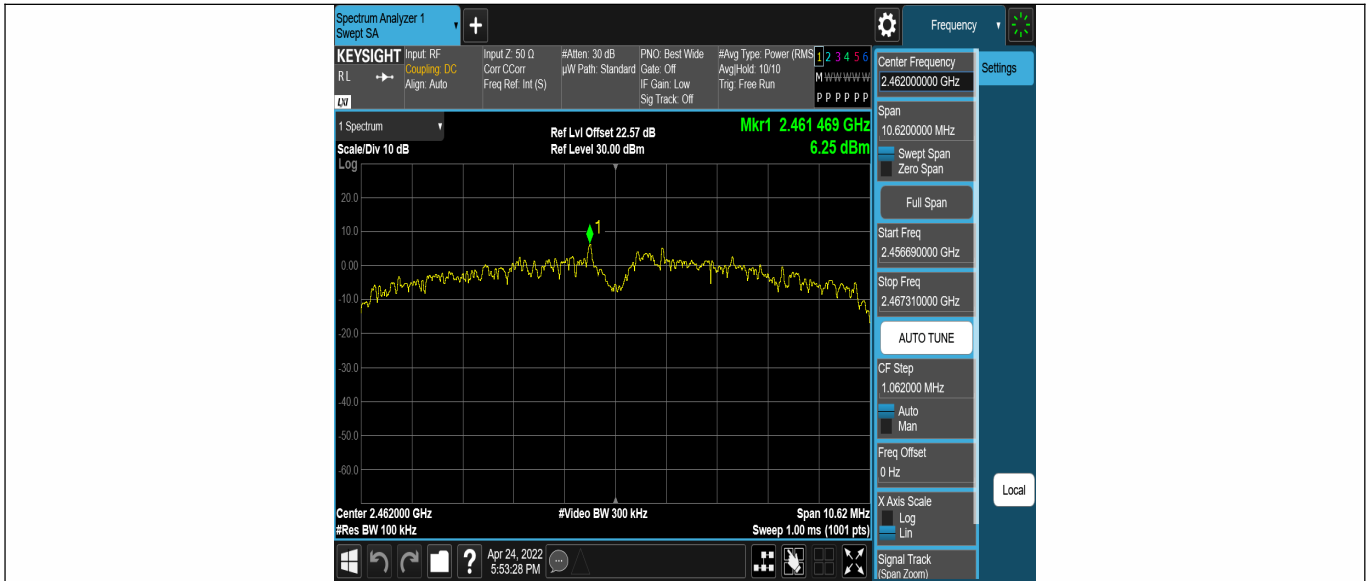 Spectrum Analyzer 1
Swept SA
+
Frequency
KEYSIGHT
R L
LXI
Input: RF
Coupling: DC
Align: Auto
Input Z: 50 Ω
Corr CCorr
Freq Ref: Int (S)
#Atten: 30 dB
µW Path: Standard
PNO: Best Wide
Gate: Off
IF Gain: Low
Sig Track: Off
#Avg Type: Power (RMS
Avg|Hold: 10/10
Trig: Free Run
1 2 3 4 5 6
M W W W W W
P P P P P P
1 Spectrum
Scale/Div 10 dB
Log
Ref Lvl Offset 22.57 dB
Ref Level 30.00 dBm
Mkr1 2.461 469 GHz
6.25 dBm
1
20.0
10.0
0.00
-10.0
-20.0
-30.0
-40.0
-50.0
-60.0
Center 2.462000 GHz
#Res BW 100 kHz
#Video BW 300 kHz
Span 10.62 MHz
Sweep 1.00 ms (1001 pts)
?
Apr 24, 2022
5:53:28 PM
Center Frequency
2.462000000 GHz
Settings
Span
10.6200000 MHz
Swept Span
Zero Span
Full Span
Start Freq
2.456690000 GHz
Stop Freq
2.467310000 GHz
AUTO TUNE
CF Step
1.062000 MHz
Auto
Man
Freq Offset
0 Hz
X Axis Scale
Log
Lin
Signal Track
(Span Zoom)
Local